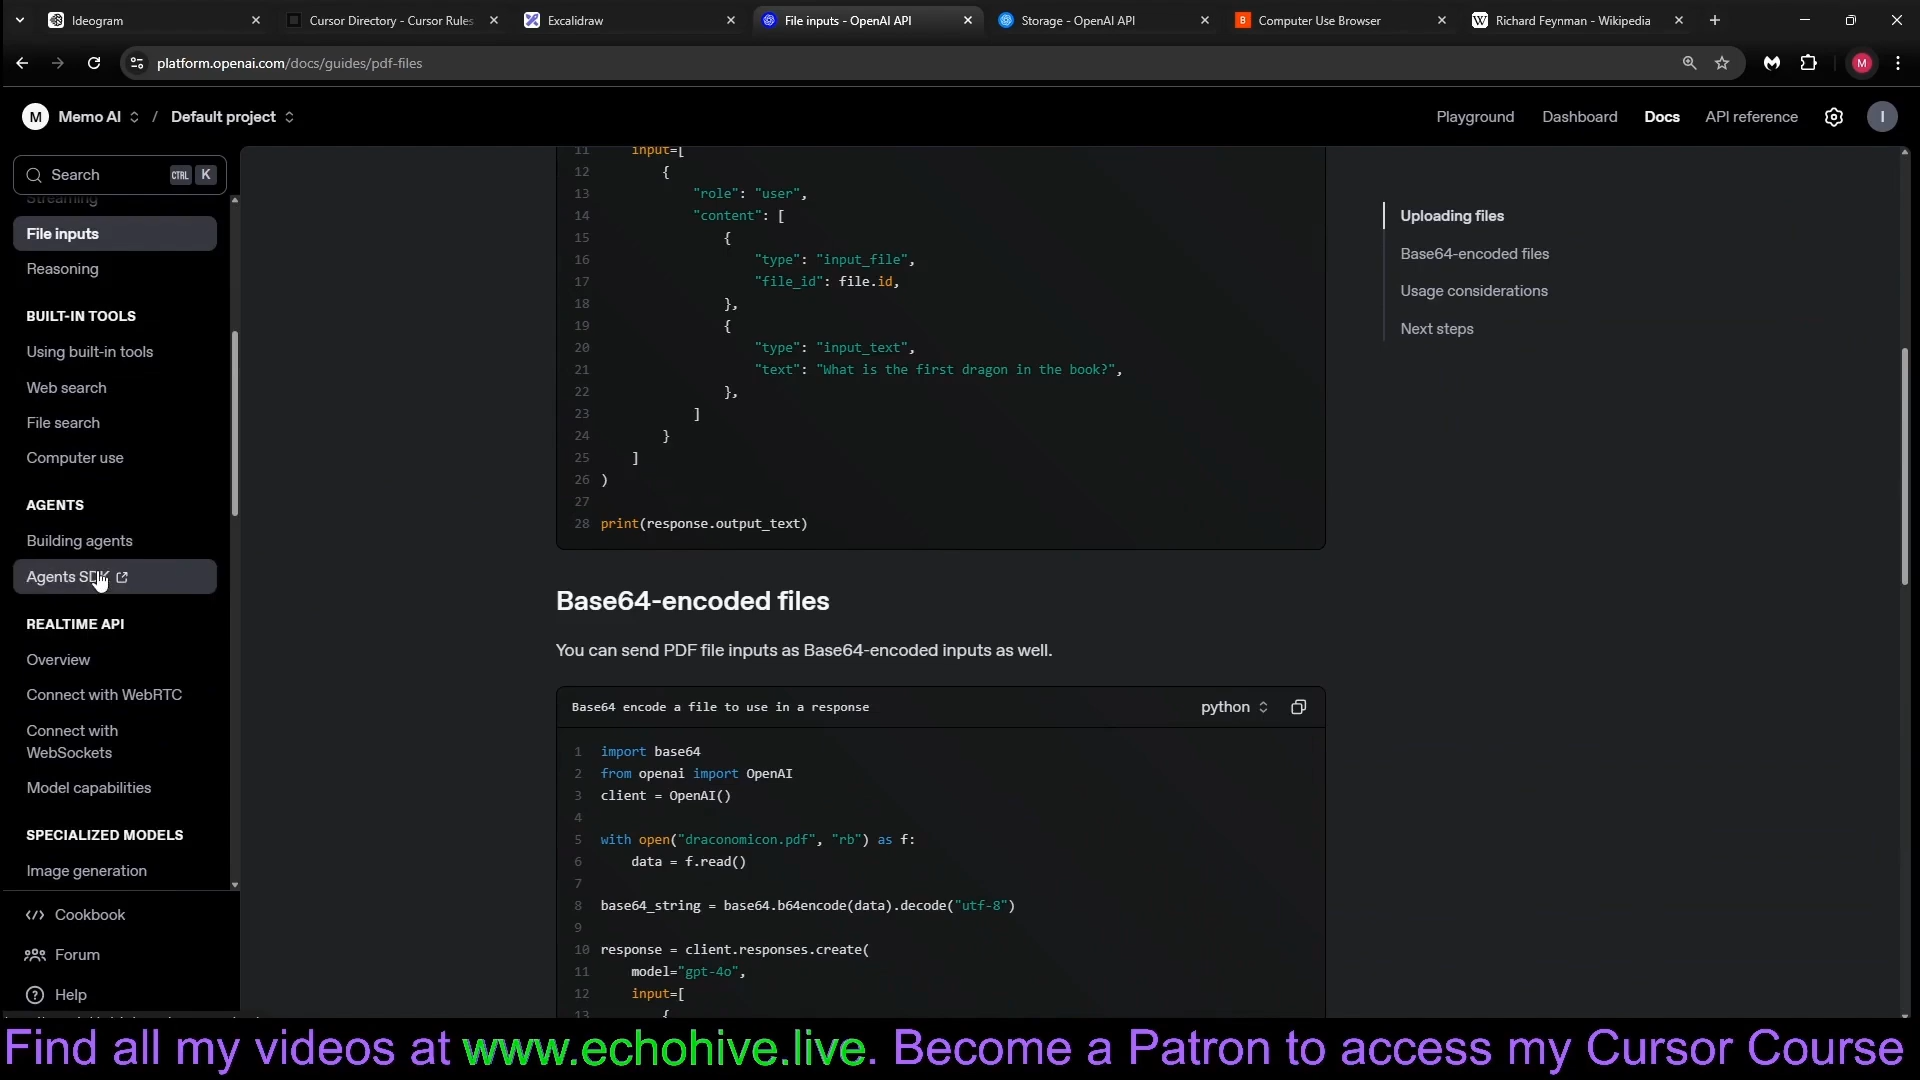 Ideogram
Cursor Directory - Cursor Rules
Excalidraw
File inputs - OpenAI API
Storage - OpenAI API
Computer Use Browser
Richard Feynman - Wikipedia
platform.openai.com/docs/guides/pdf-files
M
M Memo AI / Default project
Playground
Dashboard
Docs
API reference
I
Search CTRL K
Streaming
File inputs
Reasoning
BUILT-IN TOOLS
Using built-in tools
Web search
File search
Computer use
AGENTS
Building agents
Agents SDK
REALTIME API
Overview
Connect with WebRTC
Connect with
WebSockets
Model capabilities
SPECIALIZED MODELS
Image generation
Cookbook
Forum
Help
11 input=[
12 {
13 "role": "user",
14 "content": [
15 {
16 "type": "input_file",
17 "file_id": file.id,
18 },
19 {
20 "type": "input_text",
21 "text": "What is the first dragon in the book?",
22 },
23 ]
24 }
25 ]
26 )
27
28 print(response.output_text)
Base64-encoded files
You can send PDF file inputs as Base64-encoded inputs as well.
Base64 encode a file to use in a response python
1 import base64
2 from openai import OpenAI
3 client = OpenAI()
4
5 with open("draconomicon.pdf", "rb") as f:
6 data = f.read()
7
8 base64_string = base64.b64encode(data).decode("utf-8")
9
10 response = client.responses.create(
11 model="gpt-4o",
12 input=[
13 {
Uploading files
Base64-encoded files
Usage considerations
Next steps
Find all my videos at www.echohive.live. Become a Patron to access my Cursor Course